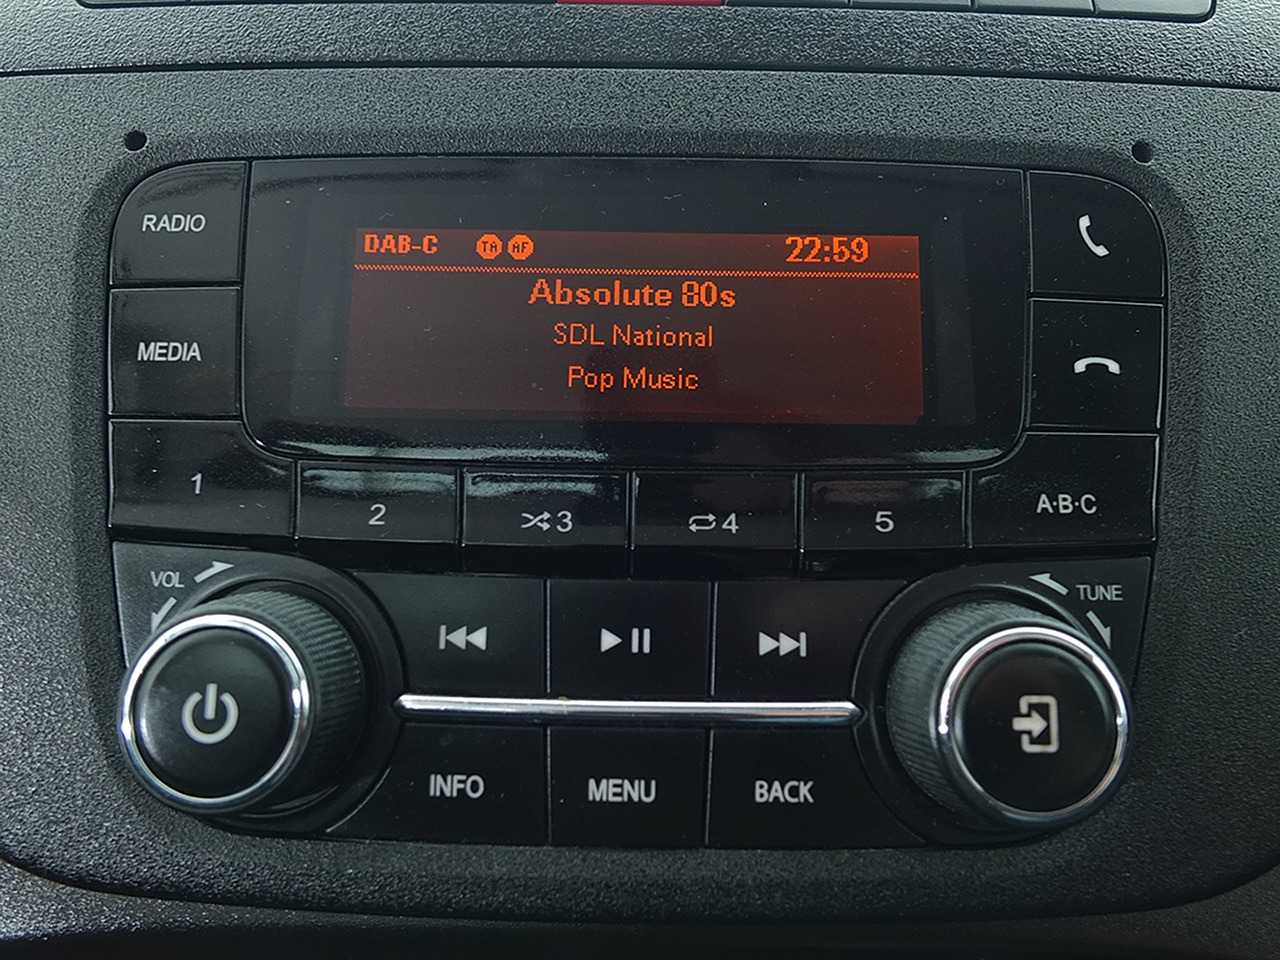 RADIO
DAB-C TA AF 22:59
Absolute 80s
SDL National
Pop Music
MEDIA
1
2
3
4
5
A·B·C
VOL
TUNE
INFO
MENU
BACK